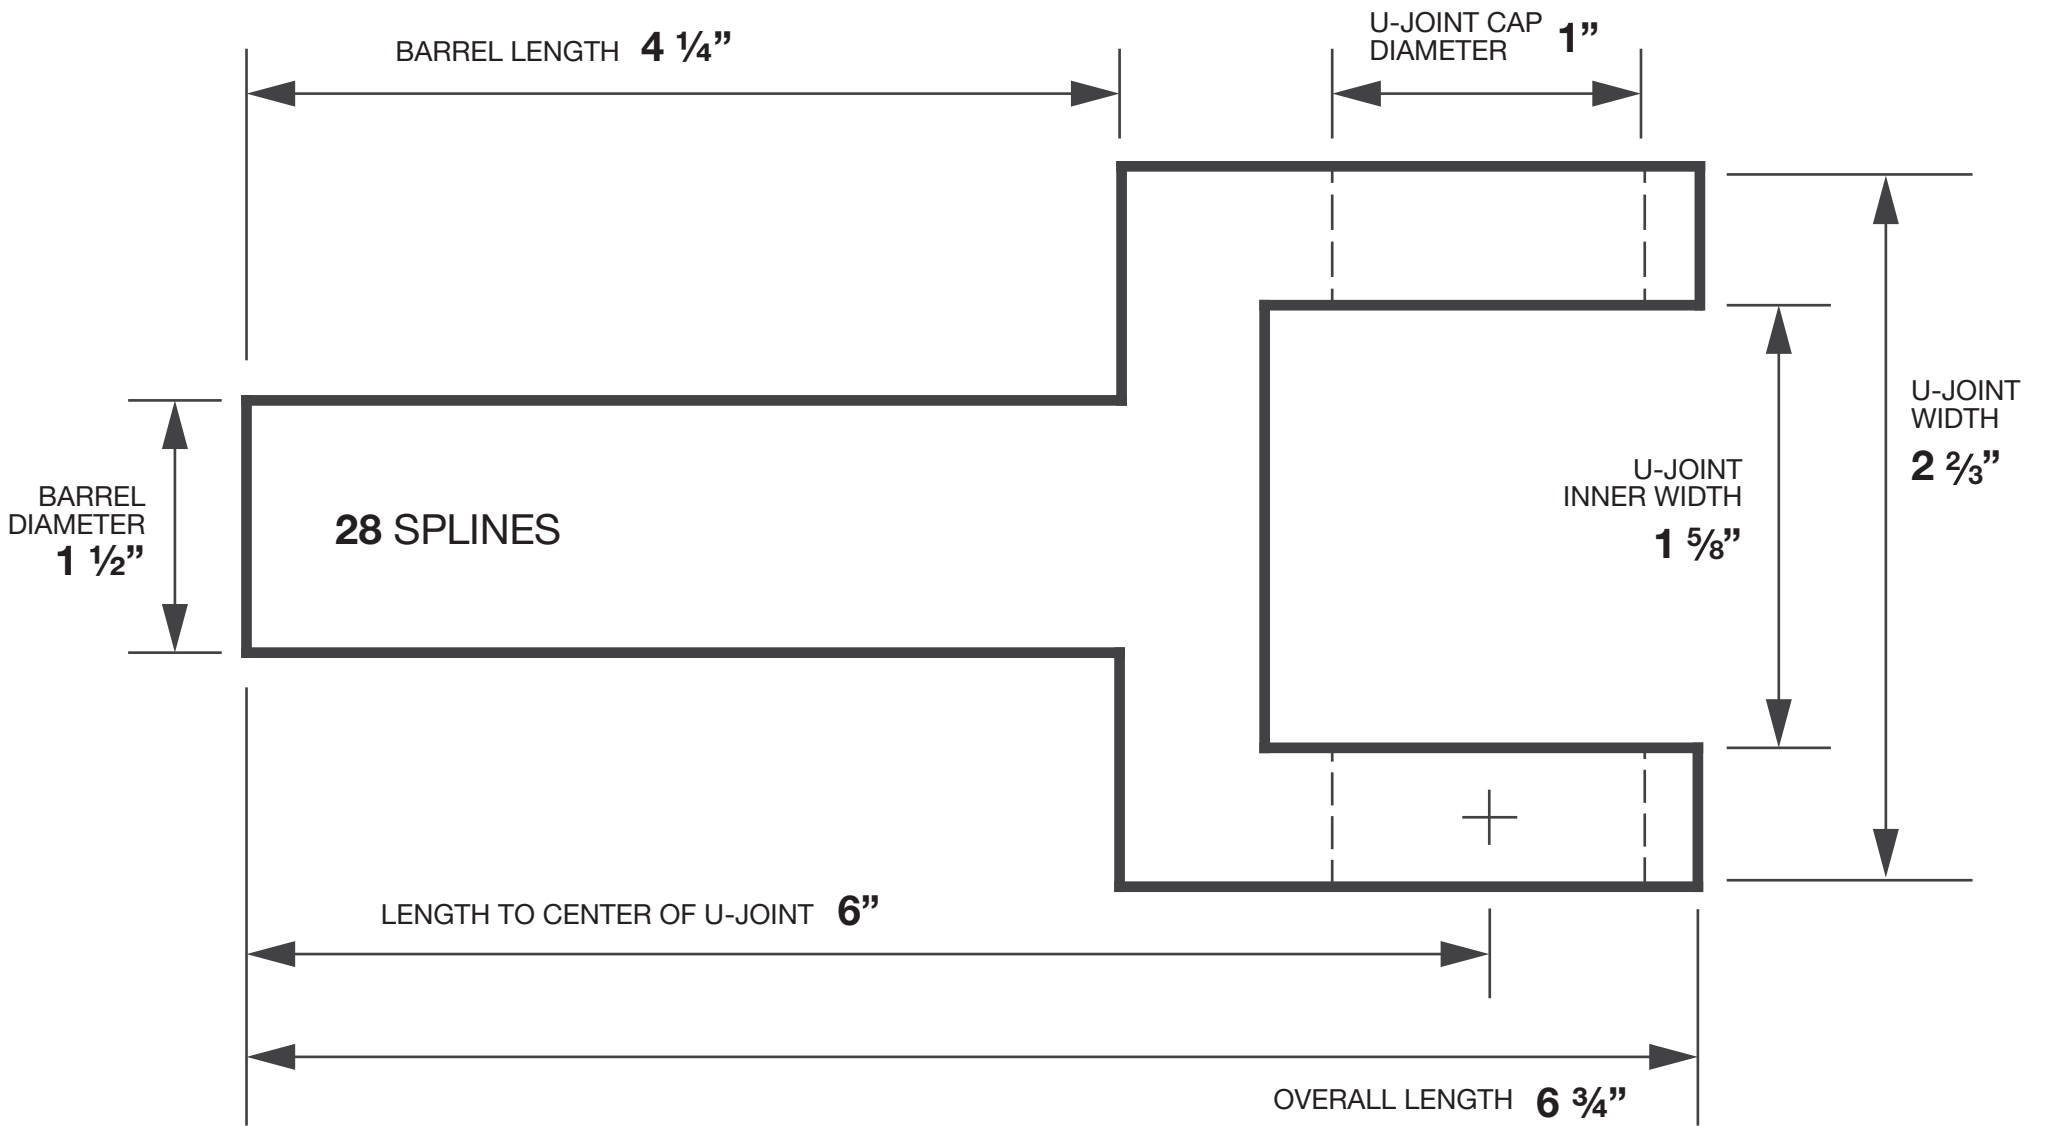 BARREL LENGTH 4 ¼”
U-JOINT CAP
DIAMETER 1”
BARREL
DIAMETER
1 ½”
28 SPLINES
U-JOINT
INNER WIDTH
1 ⅝”
U-JOINT
WIDTH
2 ⅔”
LENGTH TO CENTER OF U-JOINT 6”
OVERALL LENGTH 6 ¾”